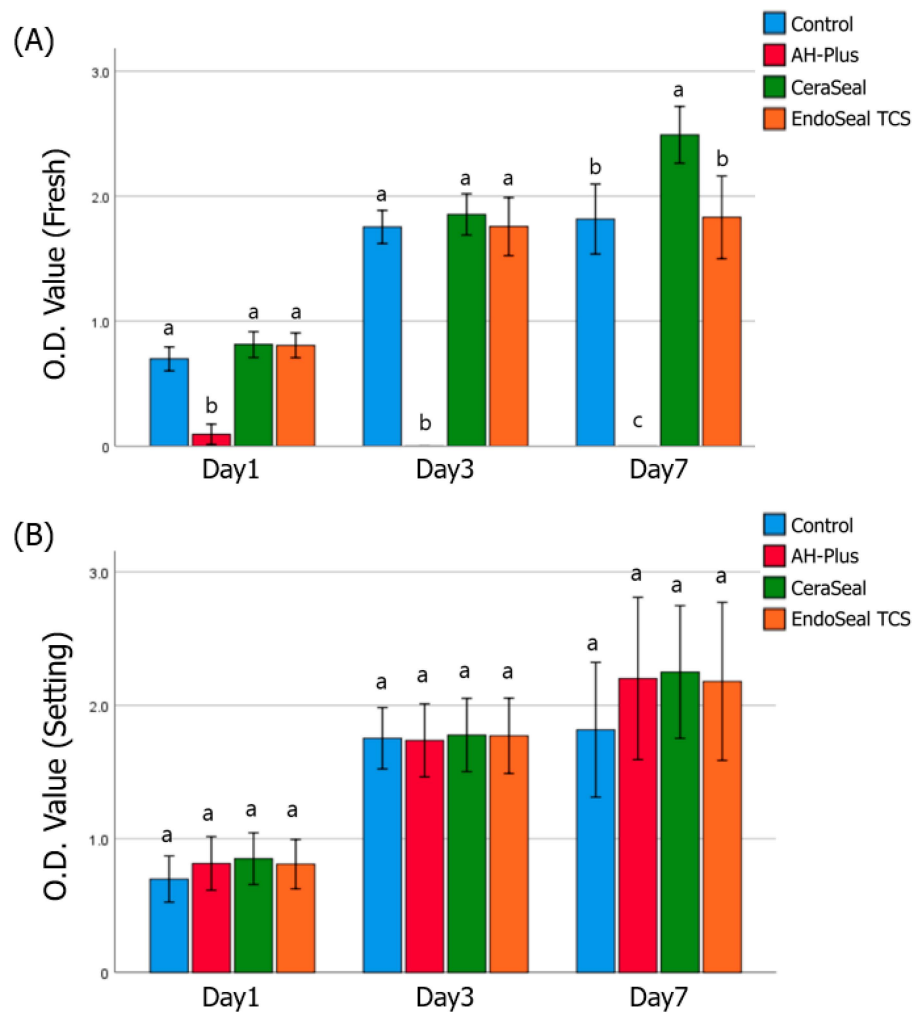 (A)
Control
AH-Plus
CeraSeal
EndoSeal TCS
O.D. Value (Fresh)
3.0
2.0
1.0
0
a
b
a
a
a
b
a
a
b
c
a
b
Day1
Day3
Day7
(B)
Control
AH-Plus
CeraSeal
EndoSeal TCS
O.D. Value (Setting)
3.0
2.0
1.0
0
a
a
a
a
a
a
a
a
a
a
a
a
Day1
Day3
Day7